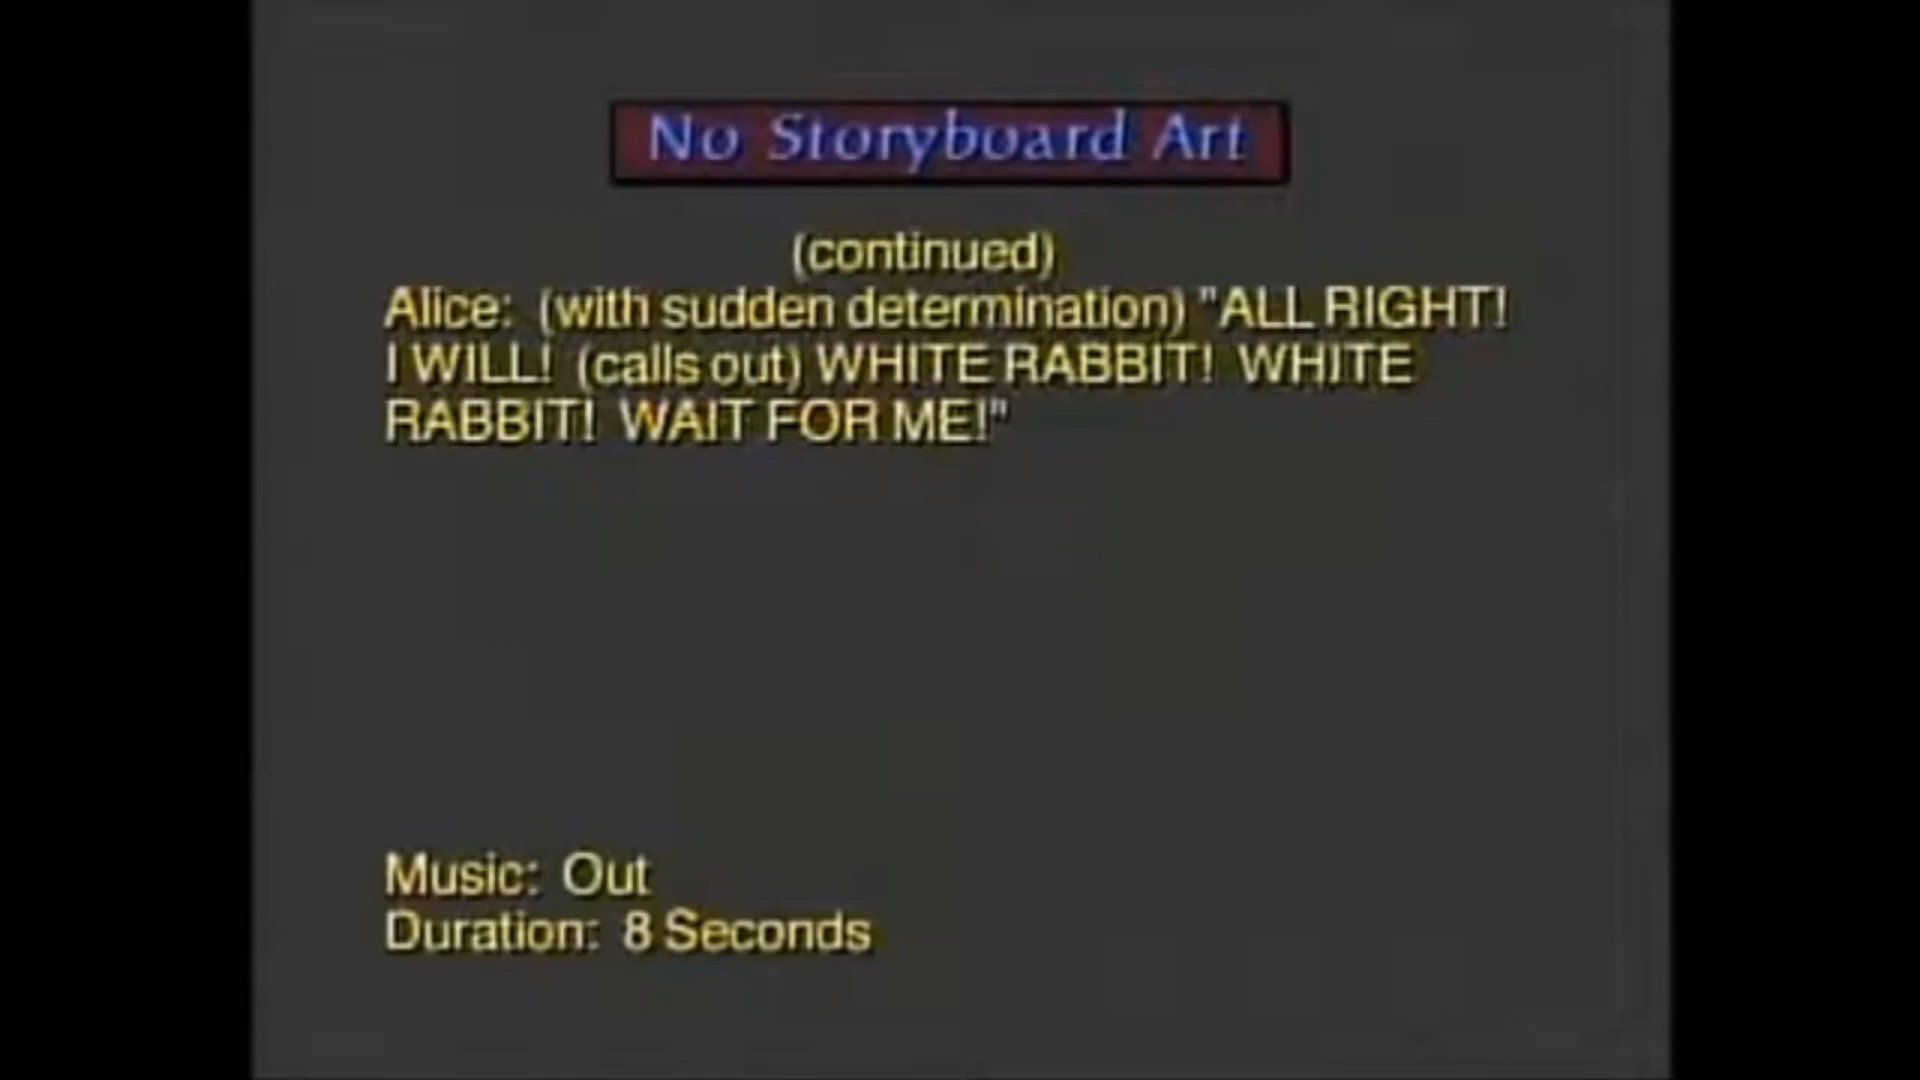 No Storyboard Art
(continued)
Alice: (with sudden determination) "ALL RIGHT!
I WILL! (calls out) WHITE RABBIT! WHITE
RABBIT! WAIT FOR ME!"
Music: Out
Duration: 8 Seconds